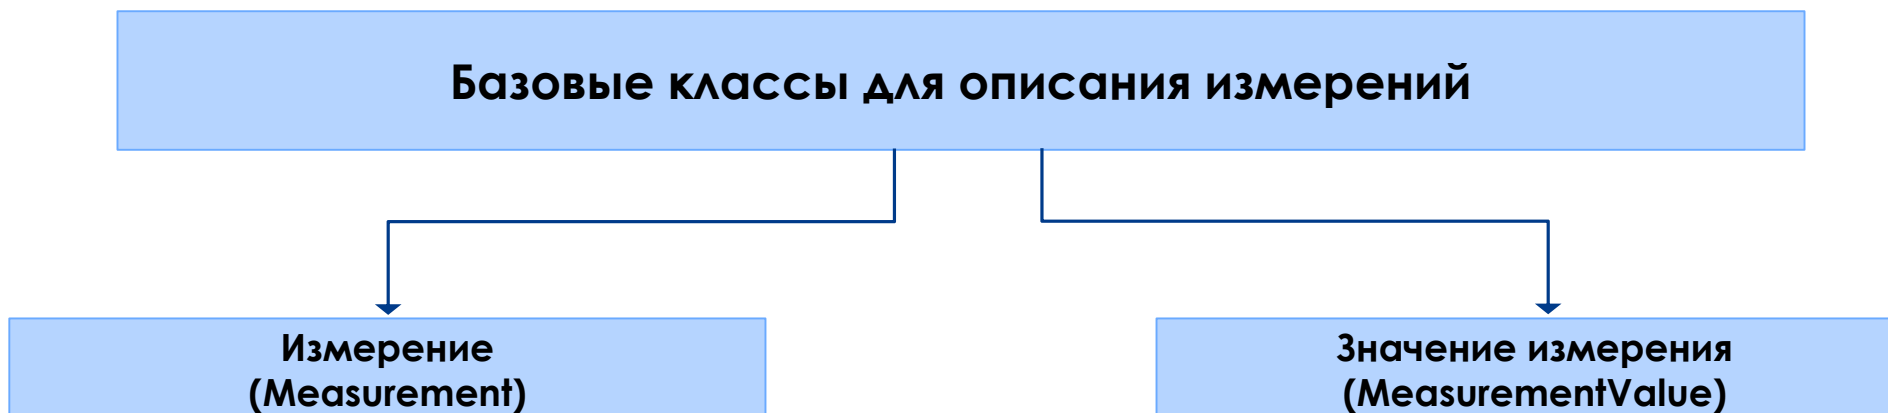 Базовые классы для описания измерений
Измерение
(Measurement)
Значение измерения
(MeasurementValue)